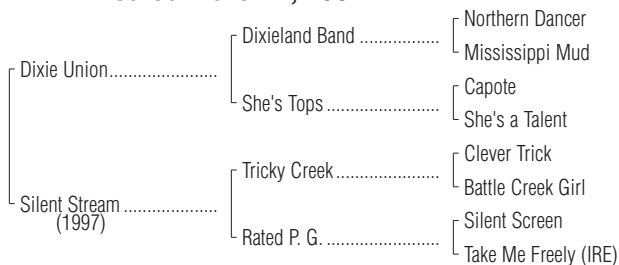 Dixie Union
Dixieland Band
Northern Dancer
Mississippi Mud
She's Tops
Capote
She's a Talent
Silent Stream
(1997)
Tricky Creek
Clever Trick
Battle Creek Girl
Rated P. G.
Silent Screen
Take Me Freely (IRE)